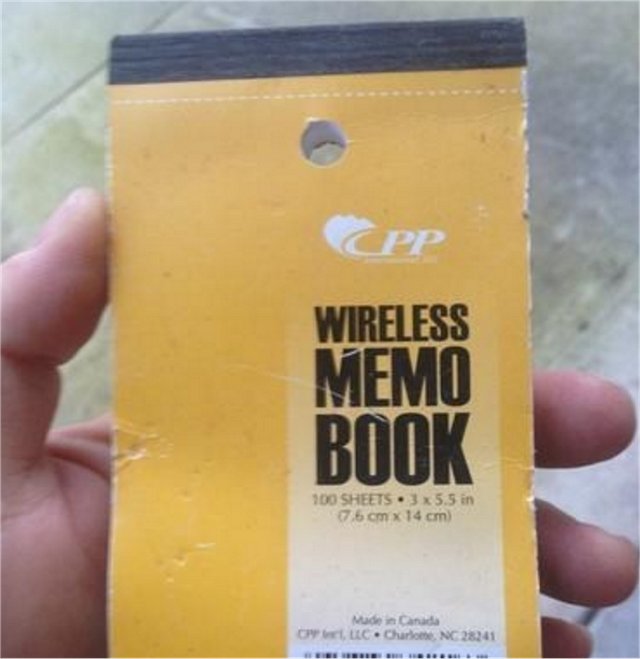 CPP
WIRELESS
MEMO
BOOK
100 SHEETS • 3 x 5.5 in
(7.6 cm x 14 cm)
Made in Canada
CPP Int'l, LLC • Charlotte, NC 28241